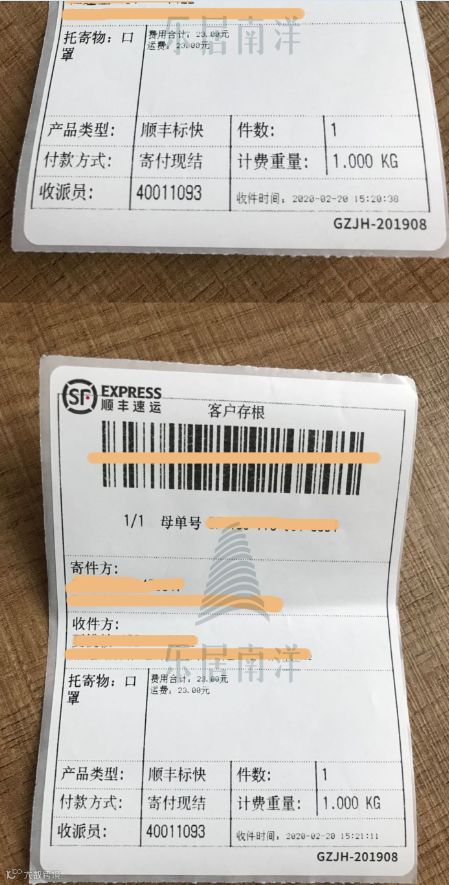 托寄物：口罩
费用合计：23.00元
运费：23.00元
乐居南洋
产品类型： 顺丰标快 件数： 1
付款方式： 寄付现结 计费重量： 1.000 KG
收派员： 40011093 收件时间：2020-02-20 15:20:38
GZJH-201908
SF EXPRESS
顺丰速运
客户存根
1/1 母单号
寄件方：
收件方：
乐居南洋
托寄物：口罩
费用合计：23.00元
运费：23.00元
产品类型： 顺丰标快 件数： 1
付款方式： 寄付现结 计费重量： 1.000 KG
收派员： 40011093 收件时间：2020-02-20 15:21:11
GZJH-201908
大数跨境